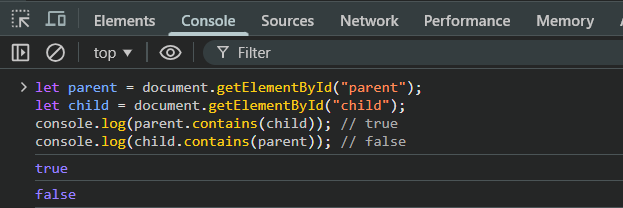 Elements Console Sources Network Performance Memory
top ▼ Filter
> let parent = document.getElementById("parent");
let child = document.getElementById("child");
console.log(parent.contains(child)); // true
console.log(child.contains(parent)); // false
true
false